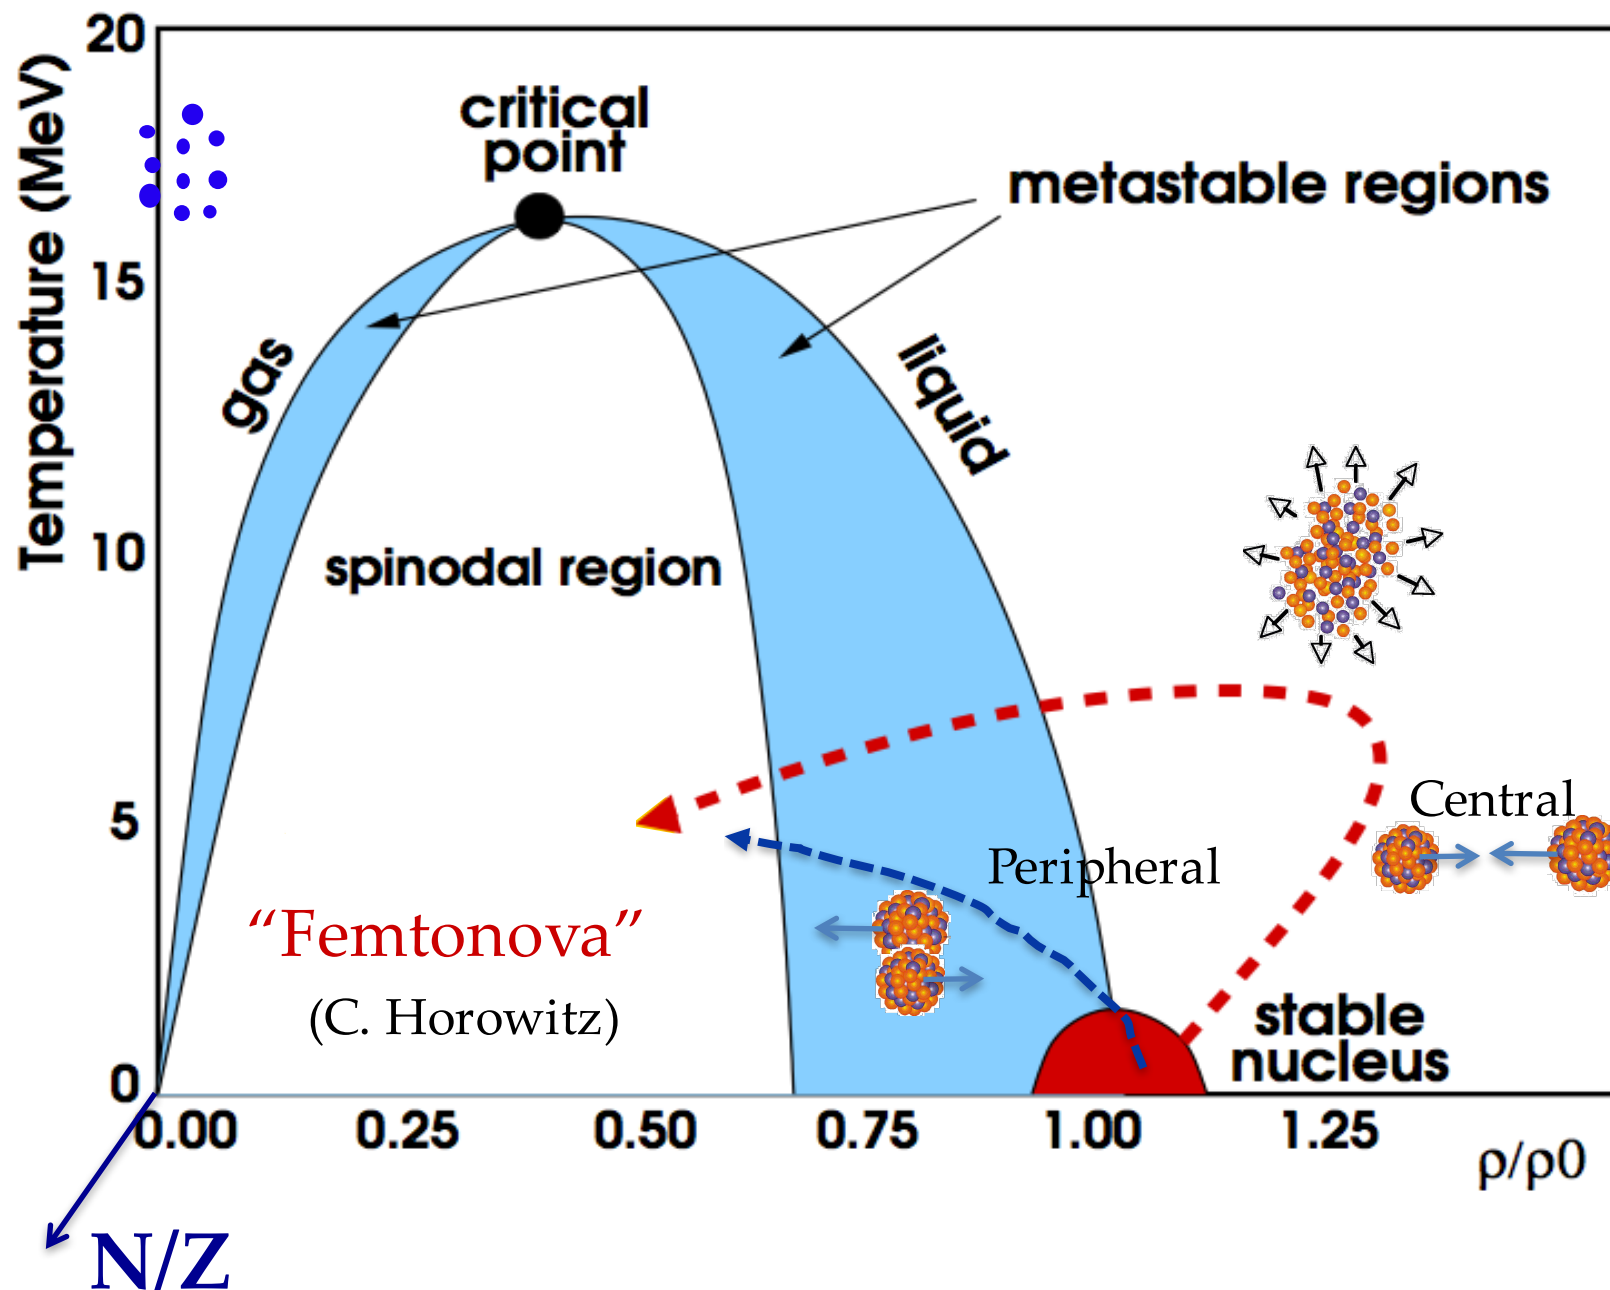 20
critical
point
metastable regions
Temperature (MeV)
15
gas
liquid
10
spinodal region
5
Central
Peripheral
“Femtonova”
(C. Horowitz)
stable
nucleus
0
0.00 0.25 0.50 0.75 1.00 1.25
ρ/ρ0
N/Z